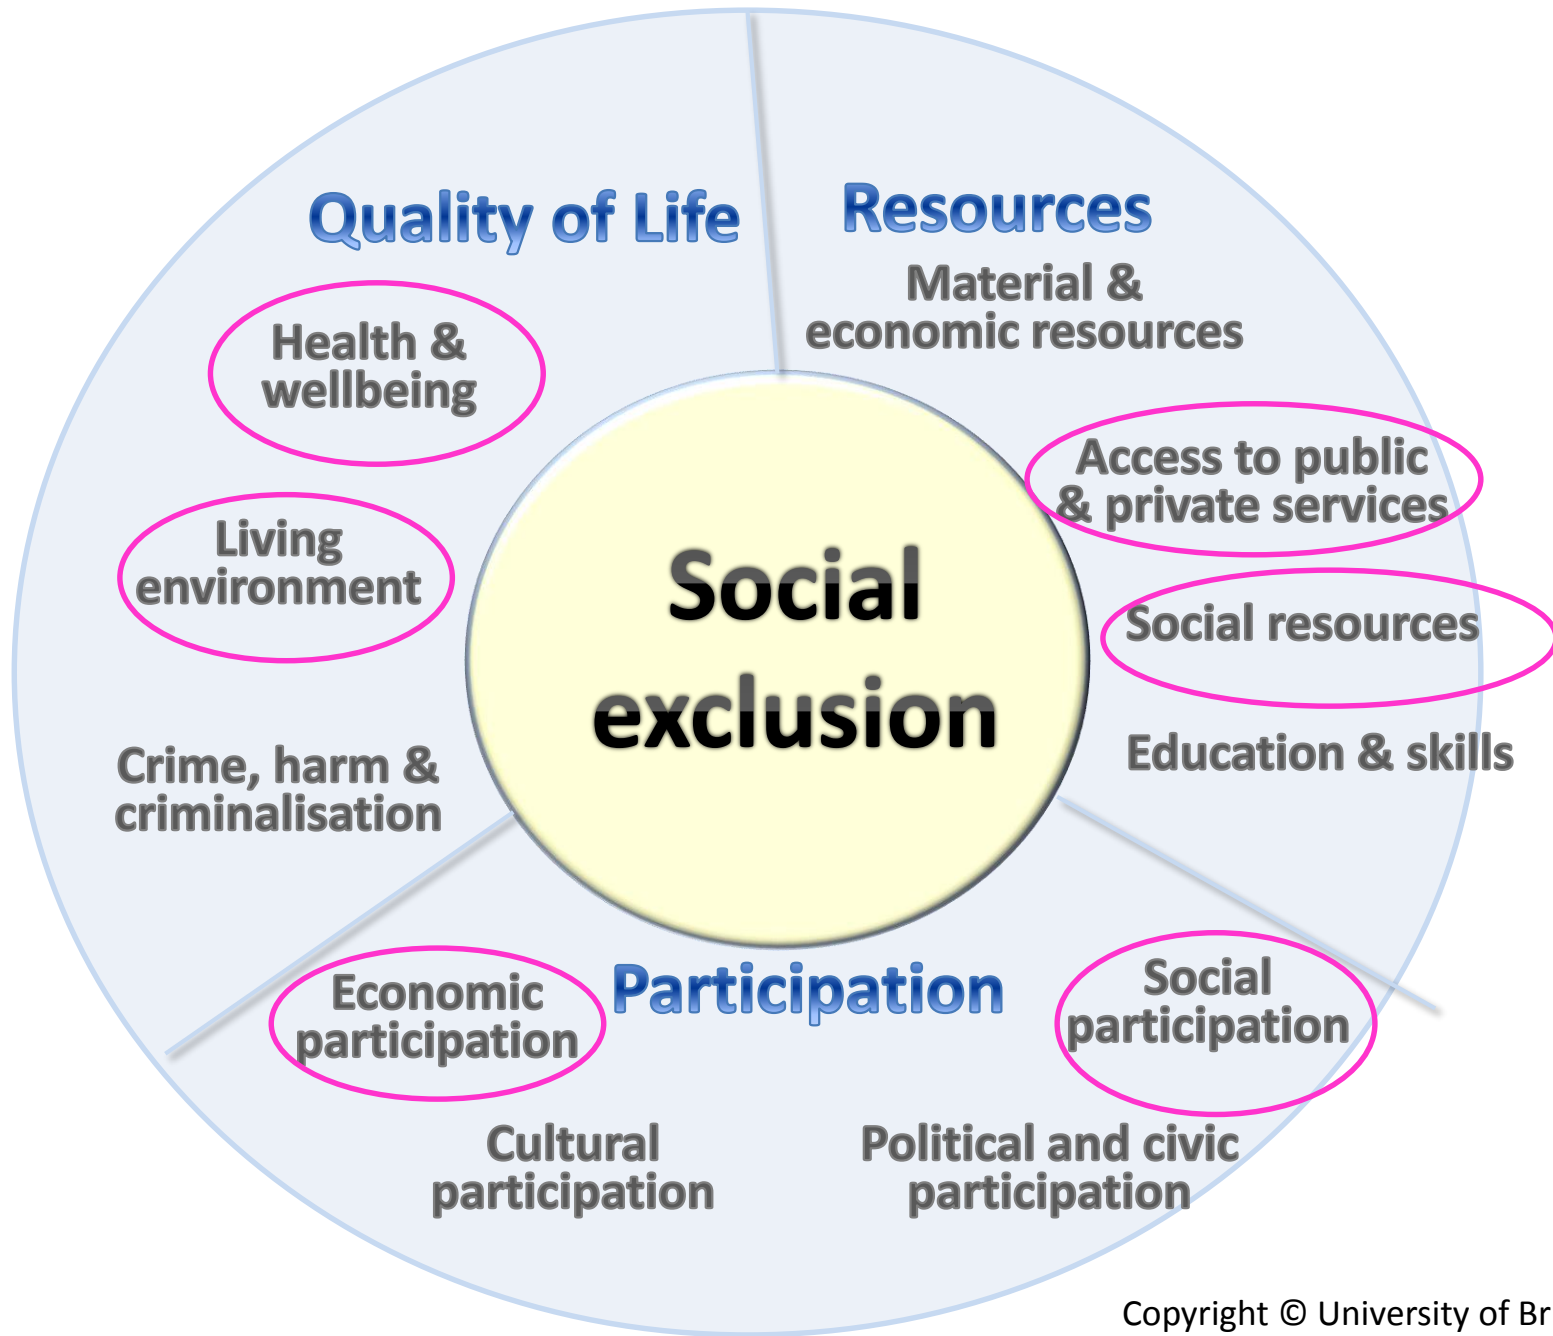 Quality of Life
Health &
wellbeing
Living
environment
Crime, harm &
criminalisation
Resources
Material &
economic resources
Access to public
& private services
Social resources
Education & skills
Social
exclusion
Participation
Economic
participation
Social
participation
Cultural
participation
Political and civic
participation
Copyright © University of Br